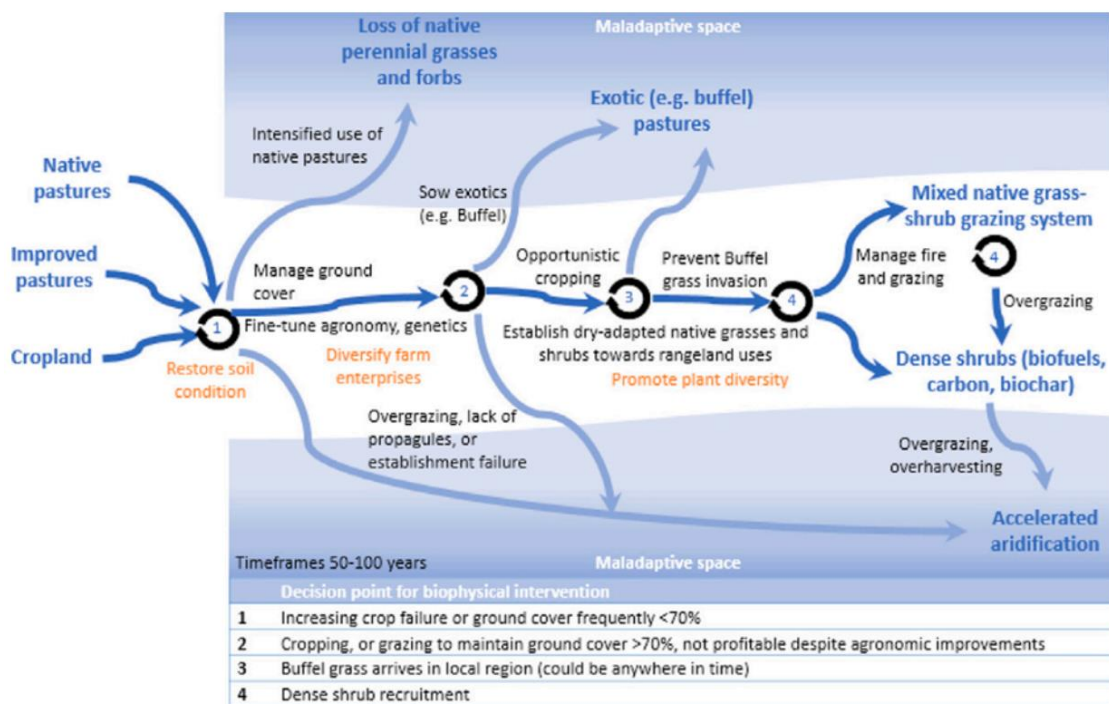 Maladaptive space
Loss of native
perennial grasses
and forbs
Exotic (e.g. buffel)
pastures
Intensified use of
native pastures
Native
pastures
Sow exotics
(e.g. Buffel)
Mixed native grass-
shrub grazing system
Improved
pastures
Manage ground
cover
Opportunistic
cropping
Prevent Buffel
grass invasion
Manage fire
and grazing
4
Overgrazing
1
2
3
4
Fine-tune agronomy, genetics
Establish dry-adapted native grasses and
shrubs towards rangeland uses
Cropland
Restore soil
condition
Diversify farm
enterprises
Promote plant diversity
Dense shrubs (biofuels,
carbon, biochar)
Overgrazing, lack of
propagules, or
establishment failure
Overgrazing,
overharvesting
Accelerated
aridification
Timeframes 50-100 years
Maladaptive space
Decision point for biophysical intervention
1 Increasing crop failure or ground cover frequently <70%
2 Cropping, or grazing to maintain ground cover >70%, not profitable despite agronomic improvements
3 Buffel grass arrives in local region (could be anywhere in time)
4 Dense shrub recruitment